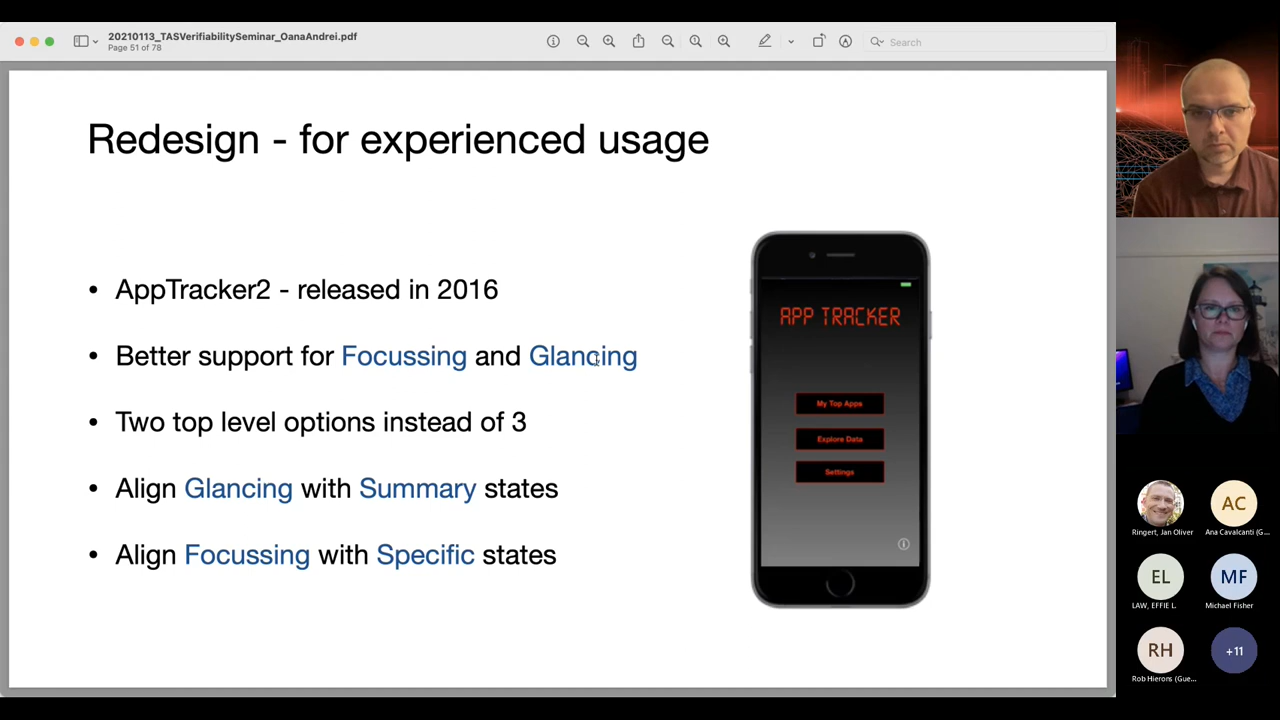 20210113_TASVerifiabilitySeminar_OanaAndrei.pdf
Page 51 of 78
Search
Redesign - for experienced usage
• AppTracker2 - released in 2016
• Better support for Focussing and Glancing
• Two top level options instead of 3
• Align Glancing with Summary states
• Align Focussing with Specific states
APP TRACKER
My Top Apps
Explore Data
Settings
Ringert, Jan Oliver
AC
Ana Cavalcanti (G...
EL
LAW, EFFIE L.
MF
Michael Fisher
RH
Rob Hierons (Gue...
+11